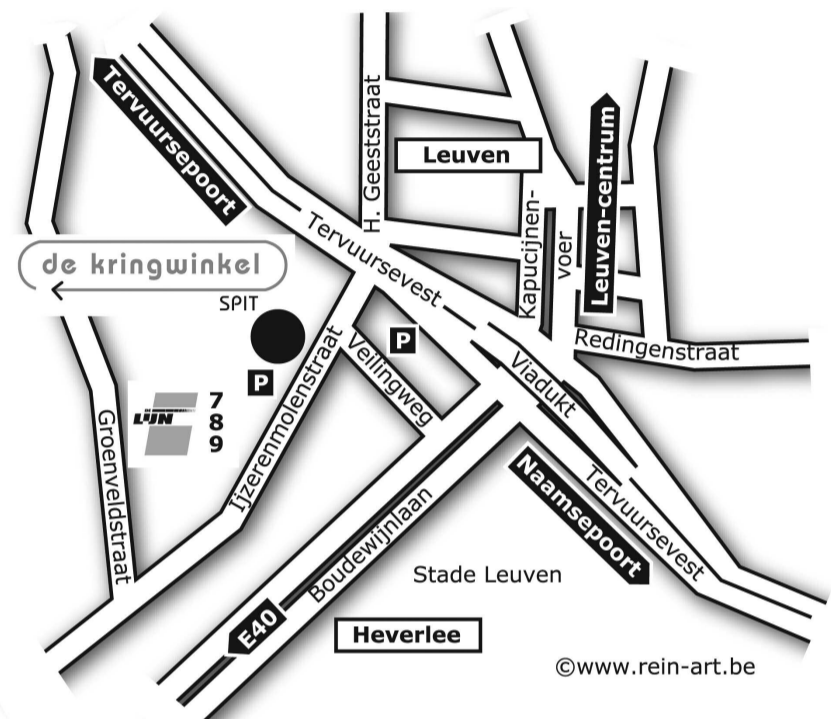 Tervuursepoort
H. Geeststraat
Leuven
Leuven-centrum
Kapucijnen-
voer
Tervuursevest
de kringwinkel
SPIT
P
P
Redingenstraat
Viadukt
Veilingweg
Ijzerenmolenstraat
DE LIJN
7
8
9
Groenveldstraat
Naamsepoort
Tervuursevest
Boudewijnlaan
Stade Leuven
E40
Heverlee
©www.rein-art.be